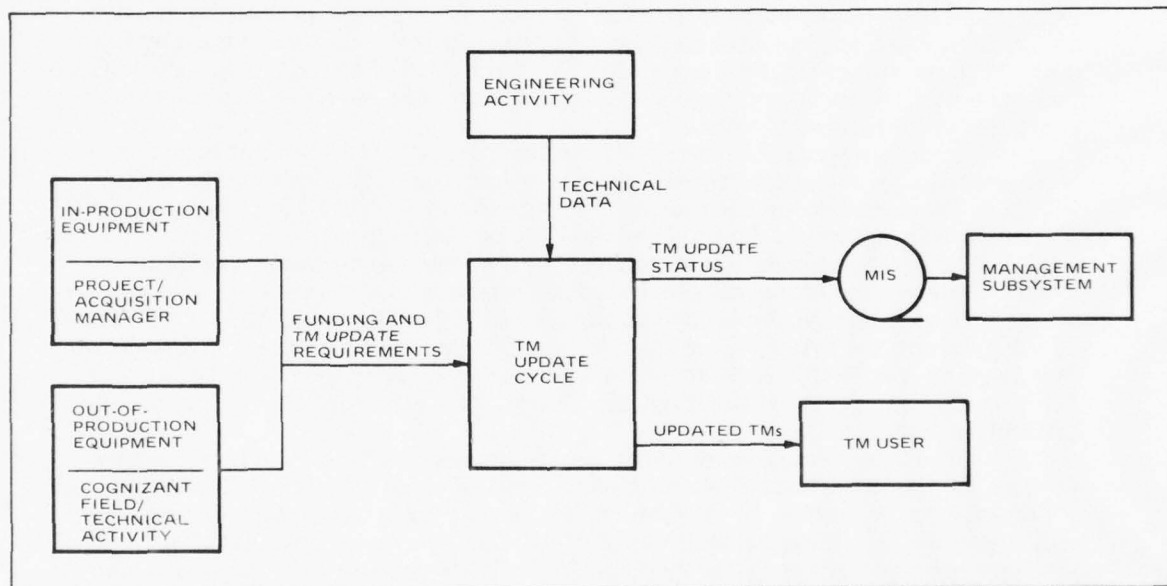 ENGINEERING
ACTIVITY
TECHNICAL
DATA
IN-PRODUCTION
EQUIPMENT
PROJECT/
ACQUISITION
MANAGER
OUT-OF-
PRODUCTION
EQUIPMENT
COGNIZANT
FIELD/
TECHNICAL
ACTIVITY
FUNDING AND
TM UPDATE
REQUIREMENTS
TM
UPDATE
CYCLE
TM UPDATE
STATUS
MIS
MANAGEMENT
SUBSYSTEM
UPDATED TMs
TM USER